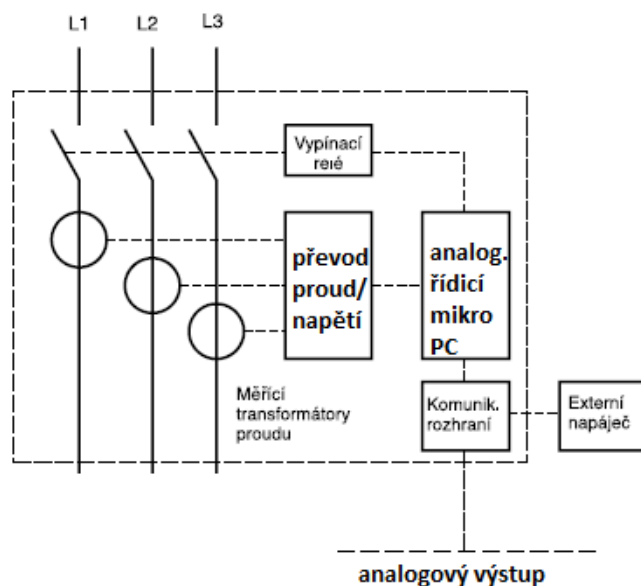 L1 L2 L3
Vypínací
relé
převod
proud/
napětí
analog.
řídicí
mikro
PC
Měřící
transformátory
proudu
Komunik.
rozhraní
Externí
napáječ
analogový výstup